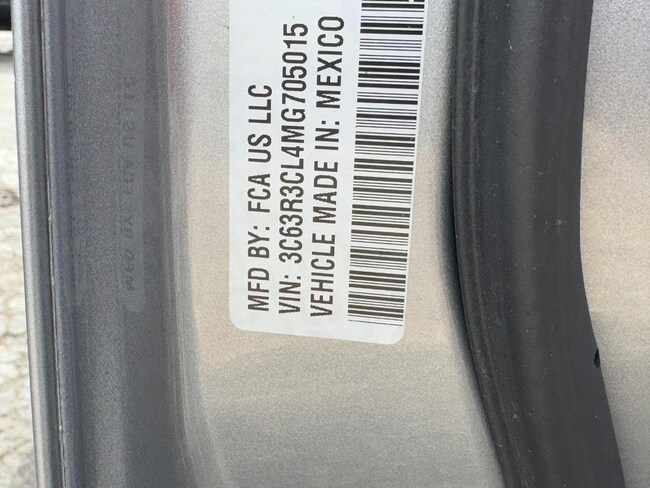 MFD BY: FCA US LLC
VIN: 3C63R3CL4MG705015
VEHICLE MADE IN: MEXICO